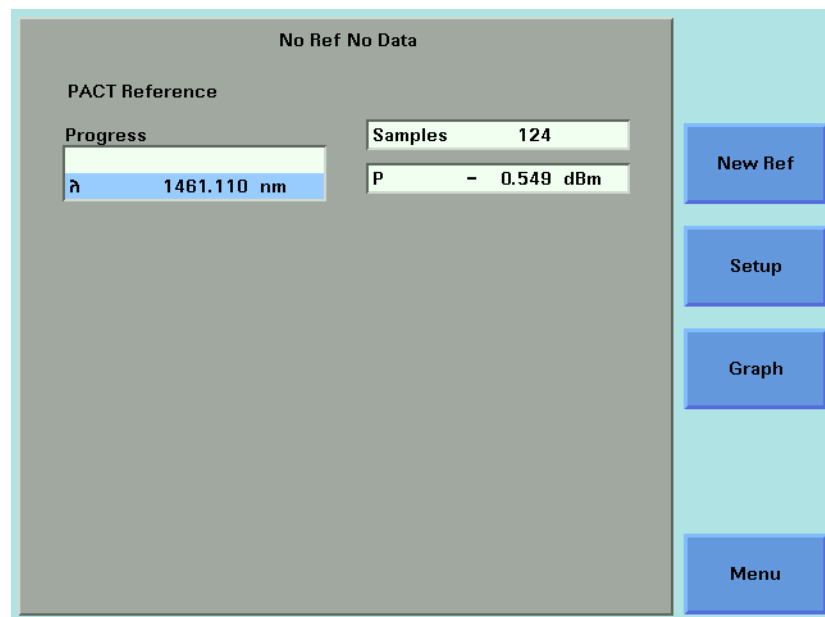 No Ref No Data
PACT Reference
Progress
λ 1461.110 nm
Samples 124
P - 0.549 dBm
New Ref
Setup
Graph
Menu